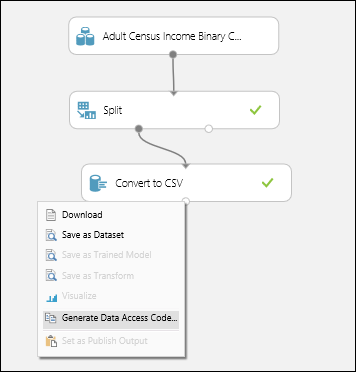 Adult Census Income Binary C...
Split
Convert to CSV
Download
Save as Dataset
Save as Trained Model
Save as Transform
Visualize
Generate Data Access Code...
Set as Publish Output